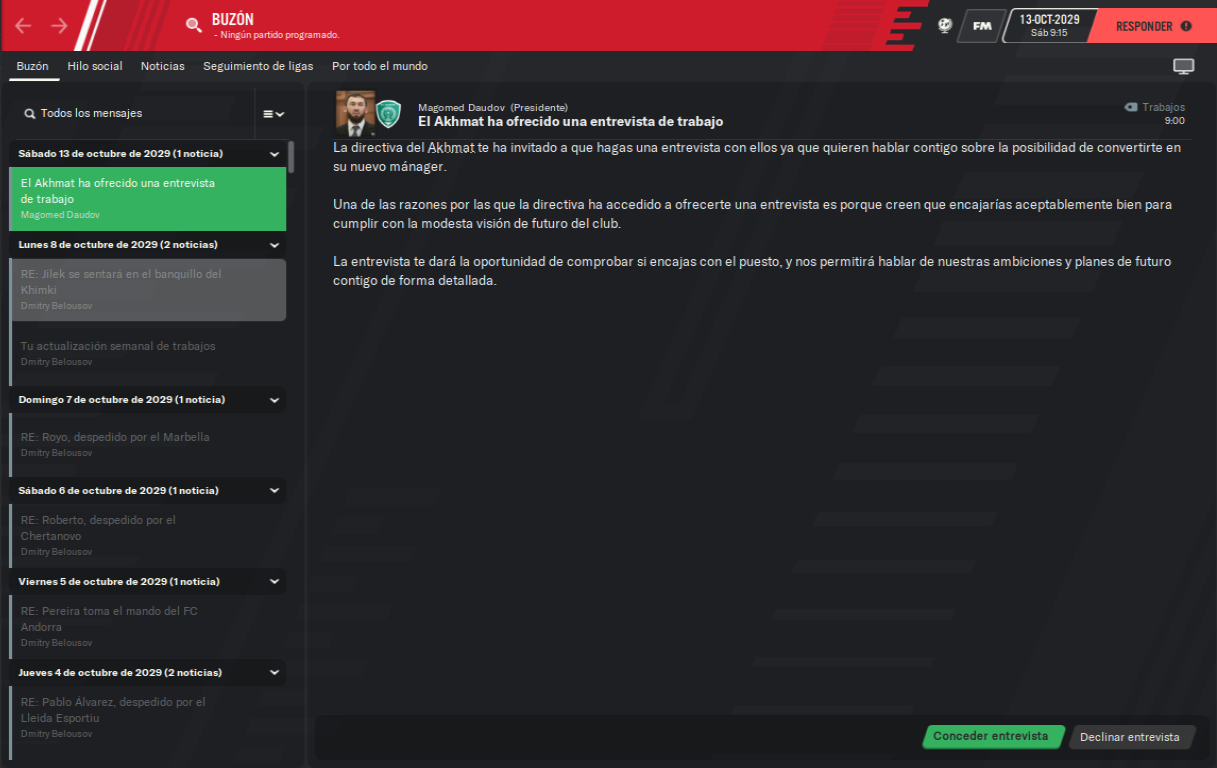 BUZÓN
- Ningún partido programado.
FM
13-OCT-2029
Sáb 9:15
RESPONDER
Buzón
Hilo social
Noticias
Seguimiento de ligas
Por todo el mundo
Todos los mensajes
Sábado 13 de octubre de 2029 (1 noticia)
El Akhmat ha ofrecido una entrevista
de trabajo
Magomed Daudov
Lunes 8 de octubre de 2029 (2 noticias)
RE: Jilek se sentará en el banquillo del
Khimki
Dmitry Belousov
Tu actualización semanal de trabajos
Dmitry Belousov
Domingo 7 de octubre de 2029 (1 noticia)
RE: Royo, despedido por el Marbella
Dmitry Belousov
Sábado 6 de octubre de 2029 (1 noticia)
RE: Roberto, despedido por el
Chertanovo
Dmitry Belousov
Viernes 5 de octubre de 2029 (1 noticia)
RE: Pereira toma el mando del FC
Andorra
Dmitry Belousov
Jueves 4 de octubre de 2029 (2 noticias)
RE: Pablo Álvarez, despedido por el
Lleida Esportiu
Dmitry Belousov
Magomed Daudov (Presidente)
El Akhmat ha ofrecido una entrevista de trabajo
Trabajos
9:00
La directiva del Akhmat te ha invitado a que hagas una entrevista con ellos ya que quieren hablar contigo sobre la posibilidad de convertirte en
su nuevo mánager.
Una de las razones por las que la directiva ha accedido a ofrecerte una entrevista es porque creen que encajarías aceptablemente bien para
cumplir con la modesta visión de futuro del club.
La entrevista te dará la oportunidad de comprobar si encajas con el puesto, y nos permitirá hablar de nuestras ambiciones y planes de futuro
contigo de forma detallada.
Conceder entrevista
Declinar entrevista